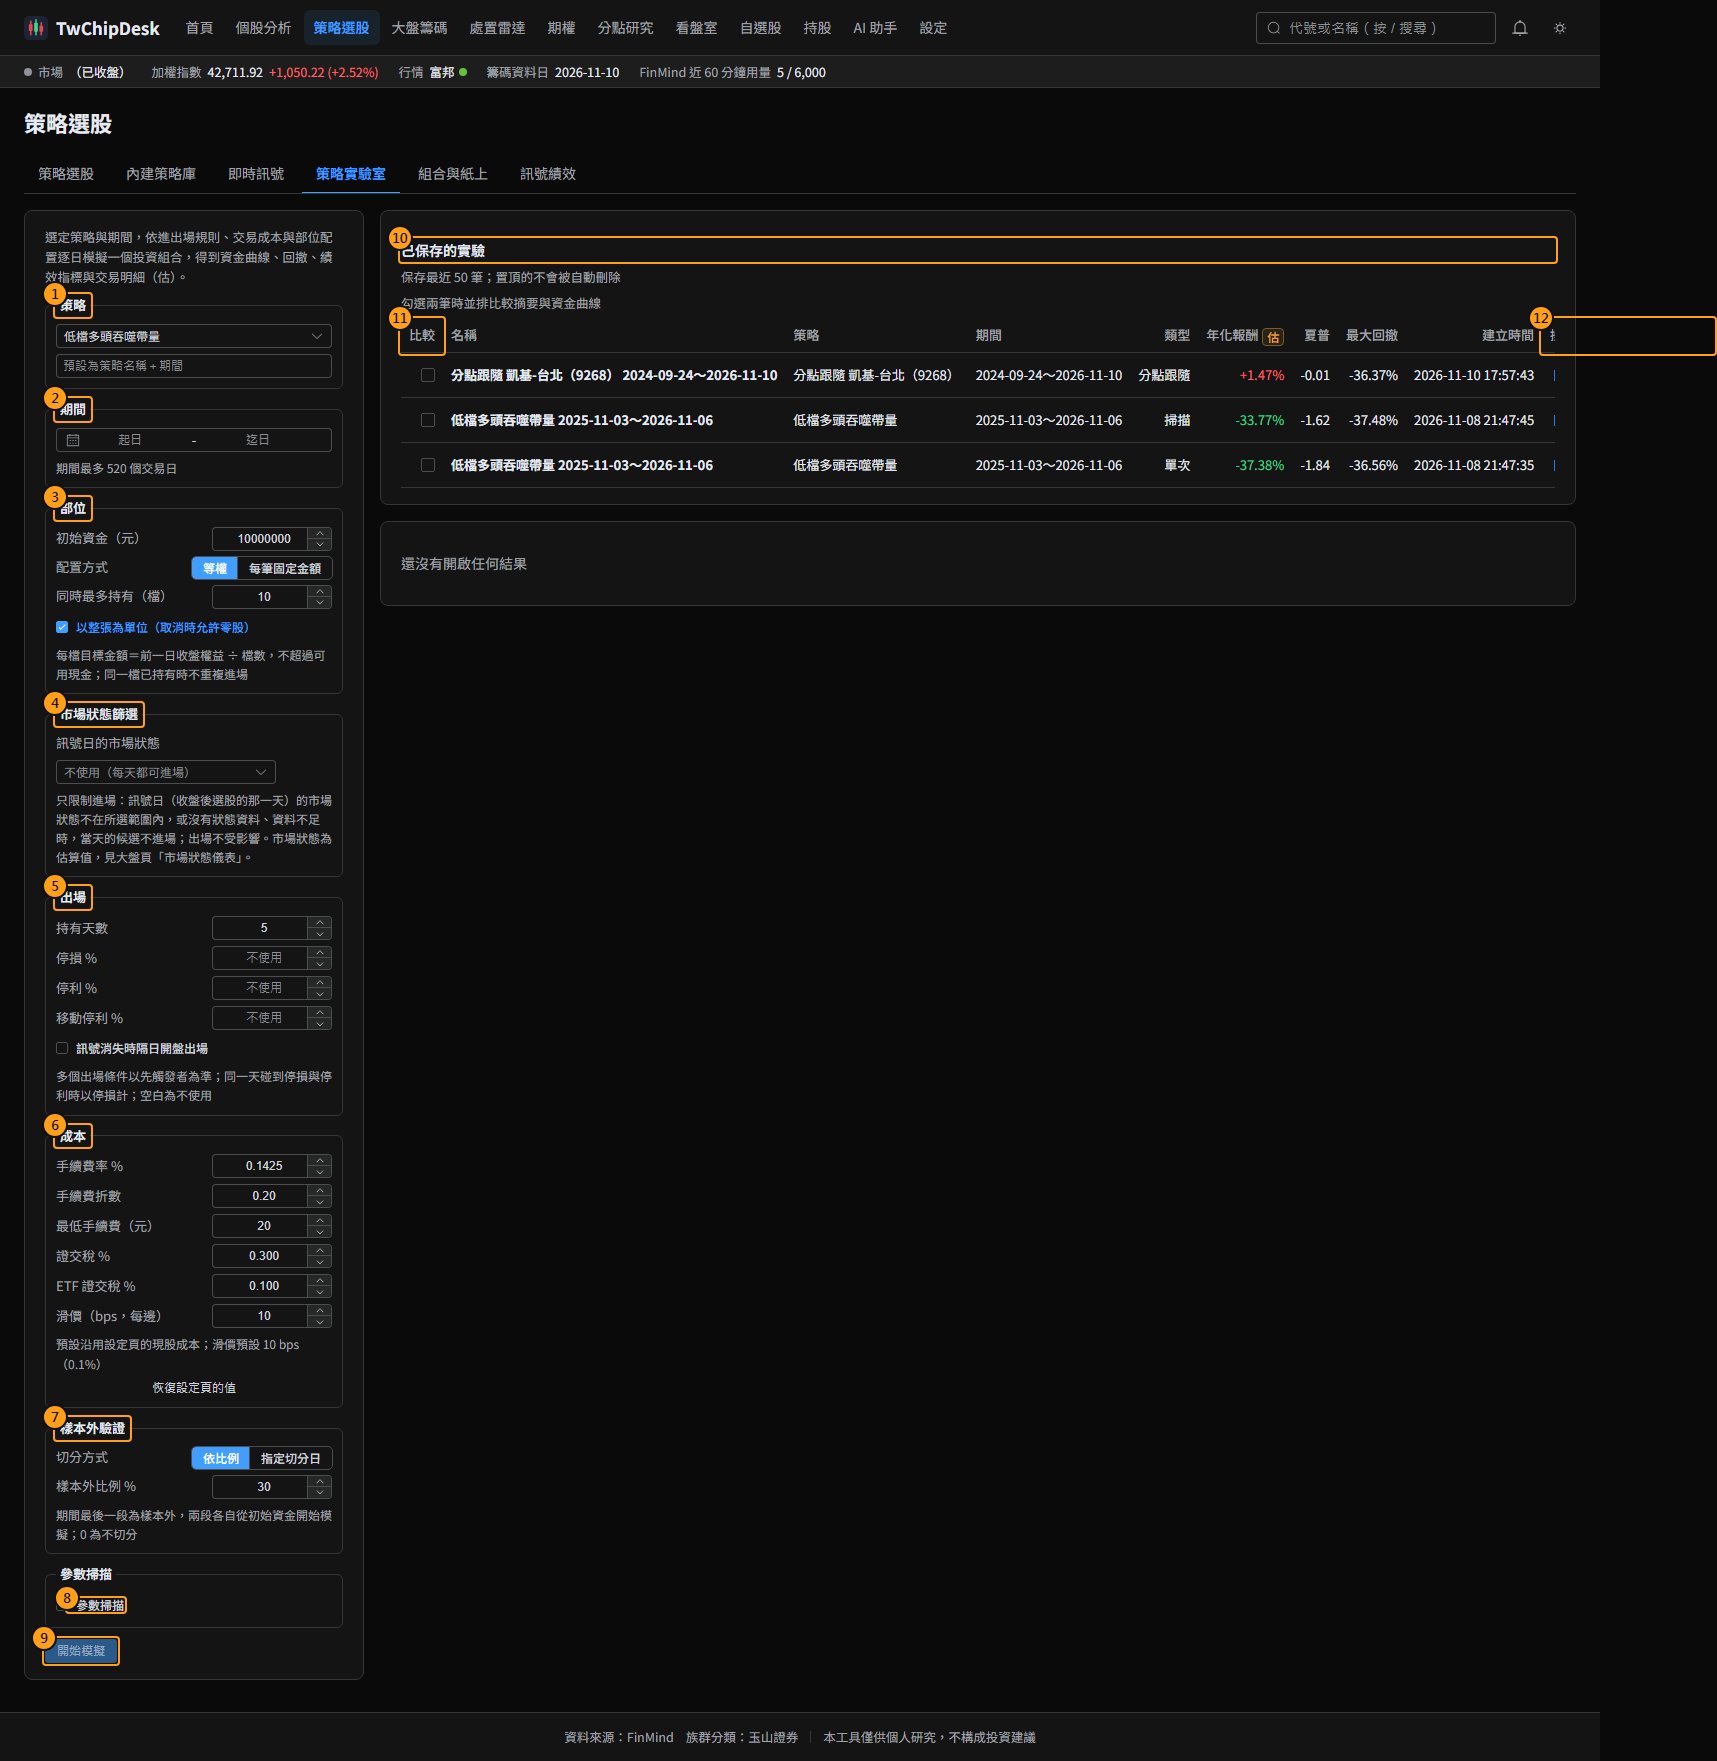 TwChipDesk 首頁 個股分析 策略選股 大盤籌碼 處置雷達 期權 分點研究 看盤室 自選股 持股 AI 助手 設定 代號或名稱（按 / 搜尋）
市場 （已收盤） 加權指數 42,711.92 +1,050.22 (+2.52%) 行情 富邦 籌碼資料日 2026-11-10 FinMind 近 60 分鐘用量 5 / 6,000
策略選股
策略選股 內建策略庫 即時訊號 策略實驗室 組合與紙上 訊號績效
選定策略與期間，依進出場規則、交易成本與部位配
置逐日模擬一個投資組合，得到資金曲線、回撤、績
效指標與交易明細（估）。
1
策略
低檔多頭吞噬帶量
預設為策略名稱 + 期間
2
期間
起日 - 迄日
期間最多 520 個交易日
3
部位
初始資金（元） 10000000
配置方式 等權 每筆固定金額
同時最多持有（檔） 10
以整張為單位（取消時允許零股）
每檔目標金額＝前一日收盤權益 ÷ 檔數，不超過可
用現金；同一檔已持有時不重複進場
4
市場狀態篩選
訊號日的市場狀態
不使用（每天都可進場）
只限制進場：訊號日（收盤後選股的那一天）的市場
狀態不在所選範圍內，或沒有狀態資料、資料不足
時，當天的候選不進場；出場不受影響。市場狀態為
估算值，見大盤頁「市場狀態儀表」。
5
出場
持有天數 5
停損 % 不使用
停利 % 不使用
移動停利 % 不使用
訊號消失時隔日開盤出場
多個出場條件以先觸發者為準；同一天碰到停損與停
利時以停損計；空白為不使用
6
成本
手續費率 % 0.1425
手續費折數 0.20
最低手續費（元） 20
證交稅 % 0.300
ETF 證交稅 % 0.100
滑價（bps，每邊） 10
預設沿用設定頁的現股成本；滑價預設 10 bps
（0.1%）
恢復設定頁的值
7
樣本外驗證
切分方式 依比例 指定切分日
樣本外比例 % 30
期間最後一段為樣本外，兩段各自從初始資金開始模
擬；0 為不切分
參數掃描
8
參數掃描
9
開始模擬
10
已保存的實驗
保存最近 50 筆；置頂的不會被自動刪除
勾選兩筆時並排比較摘要與資金曲線
11 12
比較 名稱 策略 期間 類型 年化報酬 估 夏普 最大回撤 建立時間
分點跟隨 凱基-台北（9268） 2024-09-24～2026-11-10 分點跟隨 凱基-台北（9268） 2024-09-24～2026-11-10 分點跟隨 +1.47% -0.01 -36.37% 2026-11-10 17:57:43
低檔多頭吞噬帶量 2025-11-03～2026-11-06 低檔多頭吞噬帶量 2025-11-03～2026-11-06 掃描 -33.77% -1.62 -37.48% 2026-11-08 21:47:45
低檔多頭吞噬帶量 2025-11-03～2026-11-06 低檔多頭吞噬帶量 2025-11-03～2026-11-06 單次 -37.38% -1.84 -36.56% 2026-11-08 21:47:35
還沒有開啟任何結果
資料來源：FinMind 族群分類：玉山證券 本工具僅供個人研究，不構成投資建議